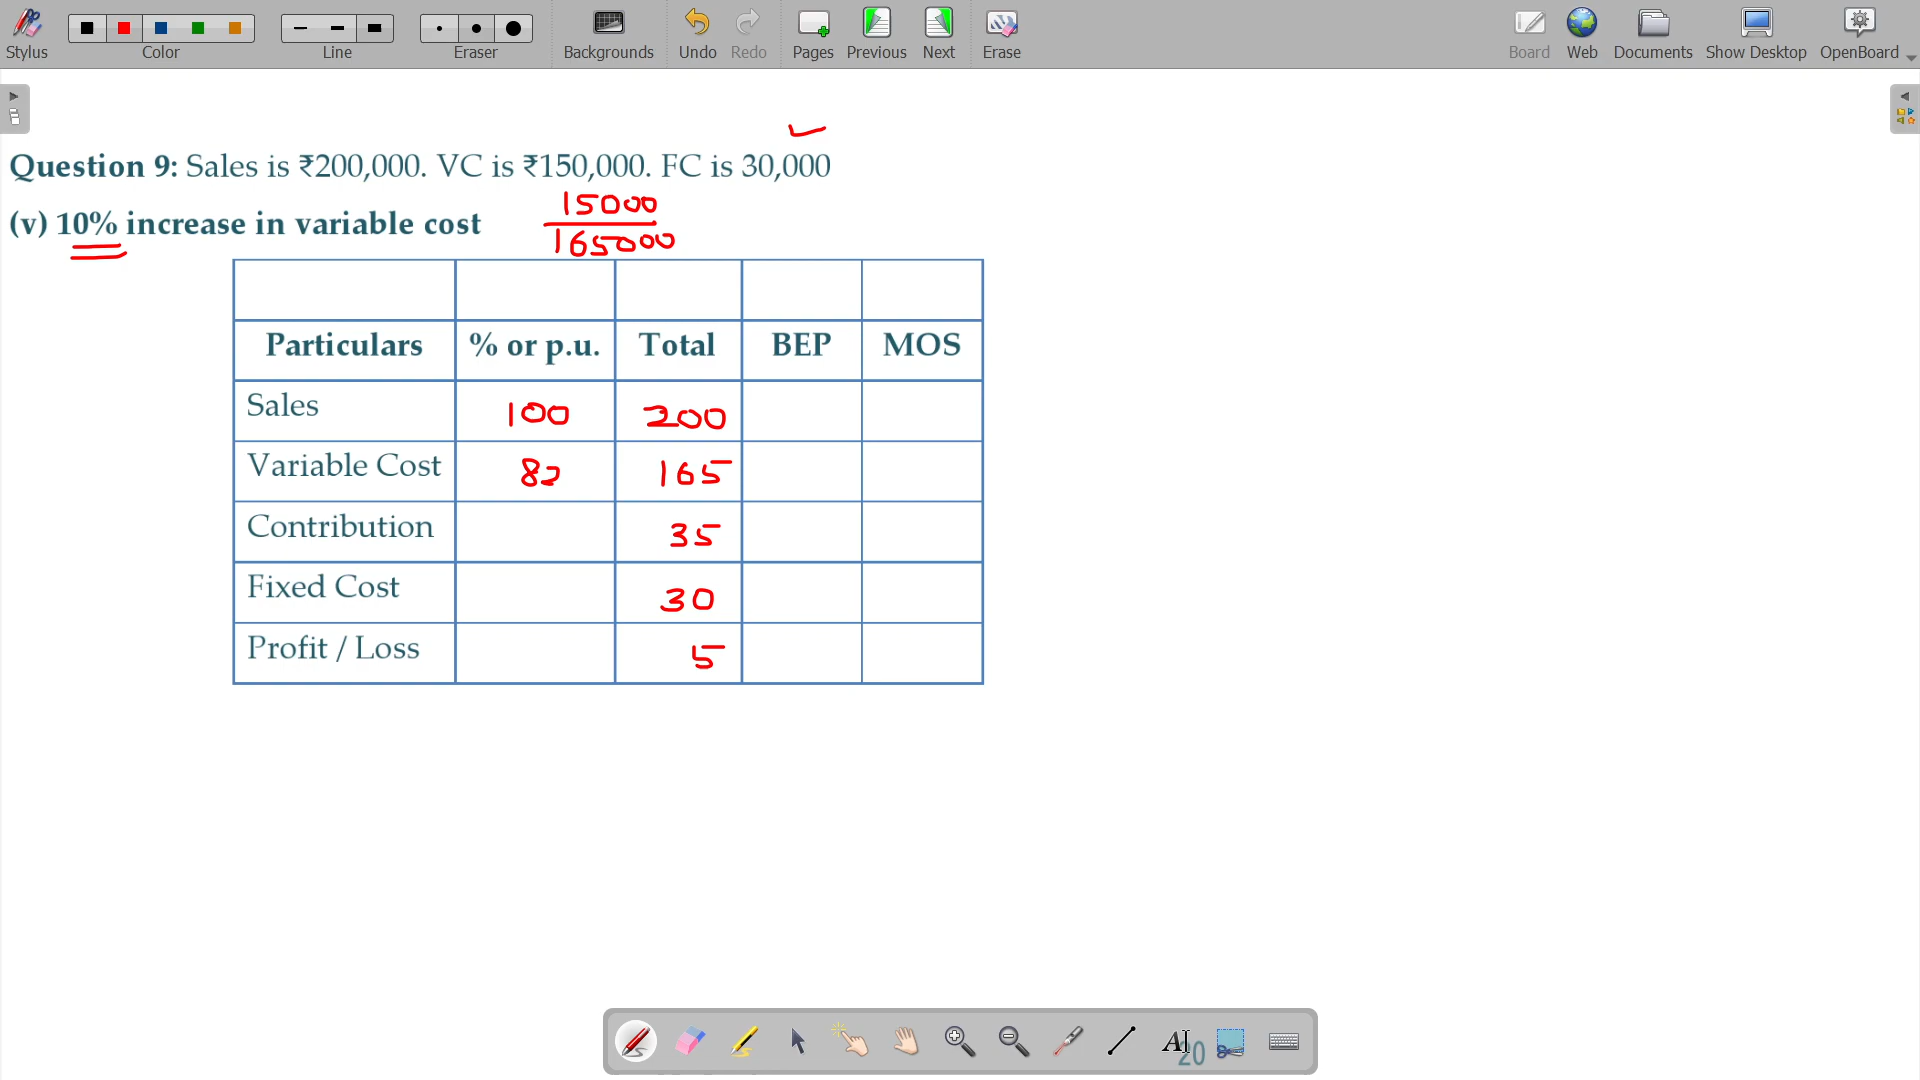 Stylus Color Line Eraser Backgrounds Undo Redo Pages Previous Next Erase Board Web Documents Show Desktop OpenBoard
Question 9: Sales is ₹200,000. VC is ₹150,000. FC is 30,000
15000
(v) 10% increase in variable cost
165000
Particulars % or p.u. Total BEP MOS
Sales 100 200
Variable Cost 82 165
Contribution 35
Fixed Cost 30
Profit / Loss 5
20